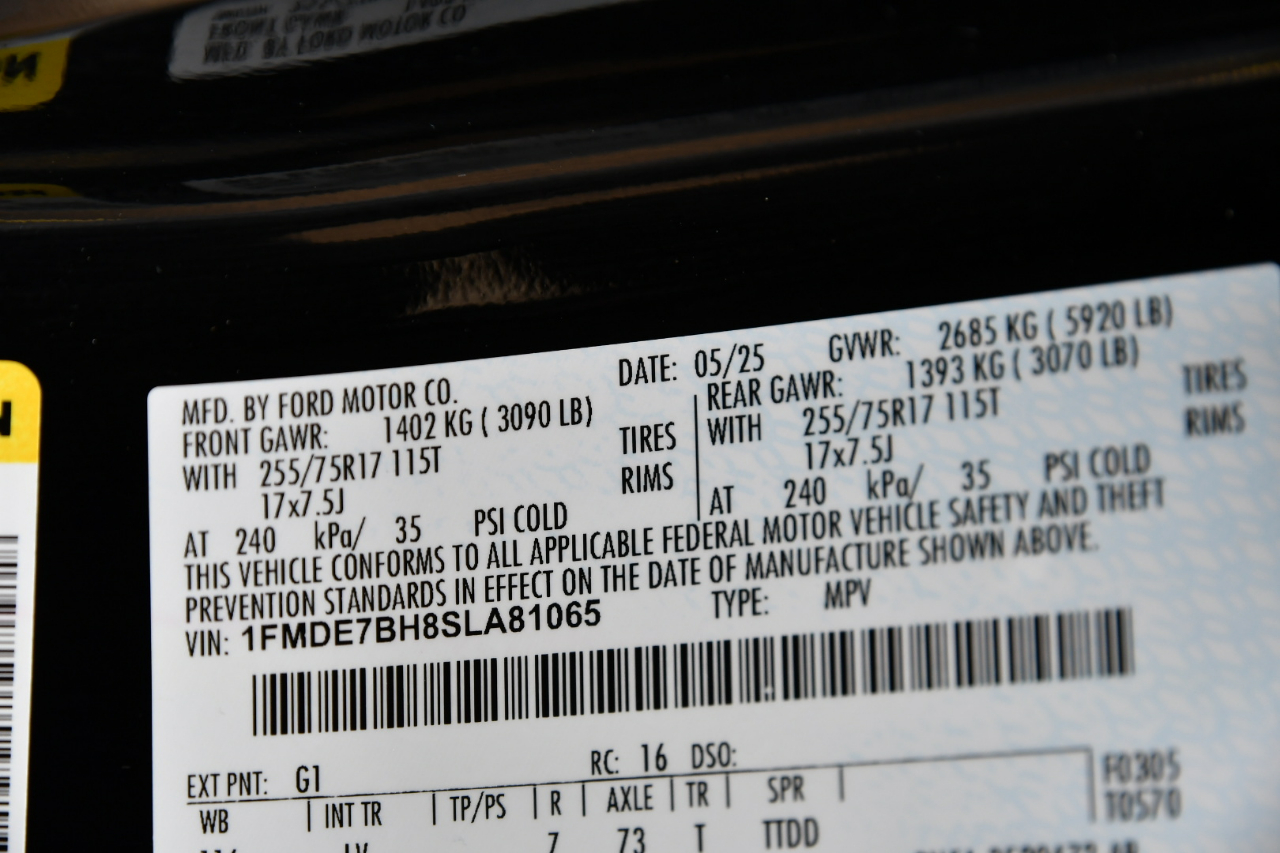 MFD. BY FORD MOTOR CO.
DATE: 05/25 GVWR: 2685 KG ( 5920 LB)
FRONT GAWR: 1402 KG ( 3090 LB) REAR GAWR: 1393 KG ( 3070 LB)
WITH 255/75R17 115T TIRES WITH 255/75R17 115T TIRES
17x7.5J RIMS 17x7.5J RIMS
AT 240 kPa/ 35 PSI COLD AT 240 kPa/ 35 PSI COLD
THIS VEHICLE CONFORMS TO ALL APPLICABLE FEDERAL MOTOR VEHICLE SAFETY AND THEFT
PREVENTION STANDARDS IN EFFECT ON THE DATE OF MANUFACTURE SHOWN ABOVE.
VIN: 1FMDE7BH8SLA81065 TYPE: MPV
EXT PNT: G1 RC: 16 DSO: F0305
WB INT TR TP/PS R AXLE TR SPR T0570
7 73 T TTDD